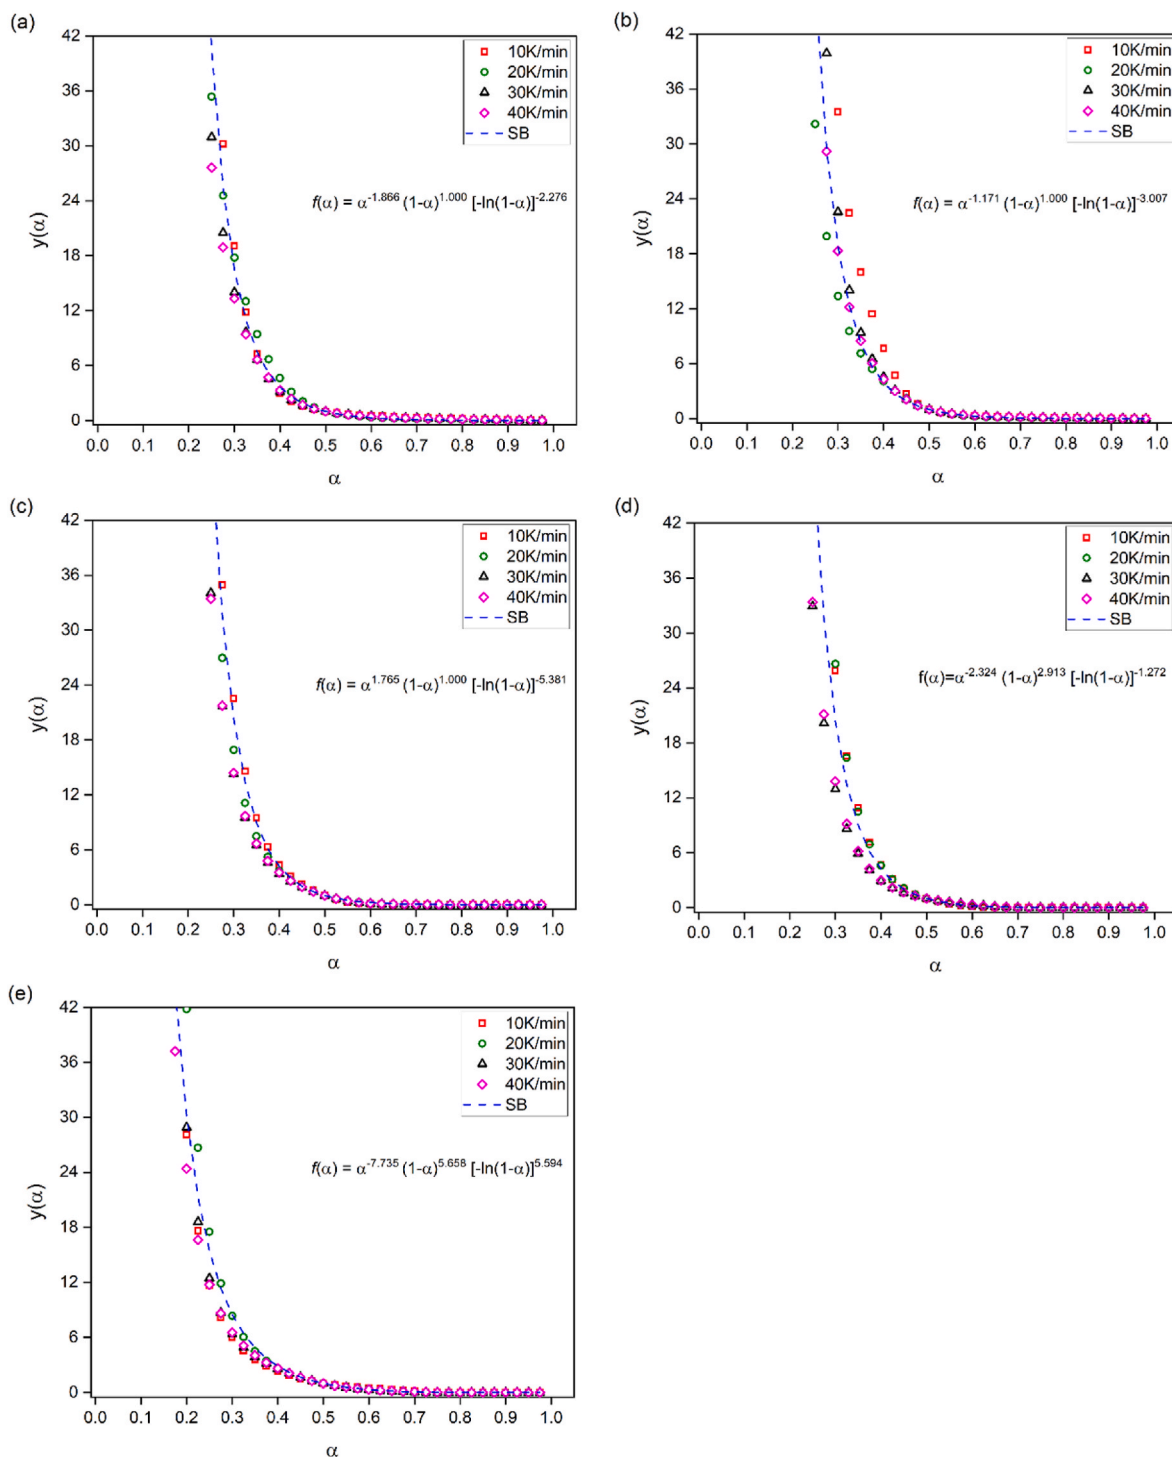 (a)
42
36
30
24
18
12
6
0
y(α)
10K/min
20K/min
30K/min
40K/min
SB
f(α) = α^-1.866 (1-α)^1.000 [-ln(1-α)]^-2.276
0.0 0.1 0.2 0.3 0.4 0.5 0.6 0.7 0.8 0.9 1.0
α
(b)
42
36
30
24
18
12
6
0
y(α)
10K/min
20K/min
30K/min
40K/min
SB
f(α) = α^-1.171 (1-α)^1.000 [-ln(1-α)]^-3.007
0.0 0.1 0.2 0.3 0.4 0.5 0.6 0.7 0.8 0.9 1.0
α
(c)
42
36
30
24
18
12
6
0
y(α)
10K/min
20K/min
30K/min
40K/min
SB
f(α) = α^1.765 (1-α)^1.000 [-ln(1-α)]^-5.381
0.0 0.1 0.2 0.3 0.4 0.5 0.6 0.7 0.8 0.9 1.0
α
(d)
42
36
30
24
18
12
6
0
y(α)
10K/min
20K/min
30K/min
40K/min
SB
f(α)=α^-2.324 (1-α)^2.913 [-ln(1-α)]^-1.272
0.0 0.1 0.2 0.3 0.4 0.5 0.6 0.7 0.8 0.9 1.0
α
(e)
42
36
30
24
18
12
6
0
y(α)
10K/min
20K/min
30K/min
40K/min
SB
f(α) = α^-7.735 (1-α)^5.658 [-ln(1-α)]^5.594
0.0 0.1 0.2 0.3 0.4 0.5 0.6 0.7 0.8 0.9 1.0
α